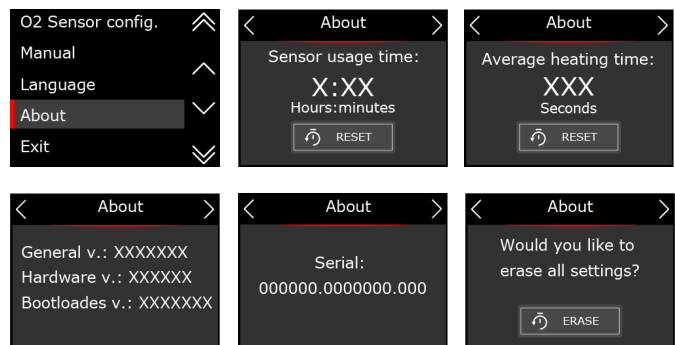 O2 Sensor config.
Manual
Language
About
Exit
About
Sensor usage time:
X:XX
Hours:minutes
RESET
About
Average heating time:
XXX
Seconds
RESET
About
General v.: XXXXXXX
Hardware v.: XXXXXX
Bootloades v.: XXXXXXX
About
Serial:
000000.0000000.000
About
Would you like to
erase all settings?
ERASE